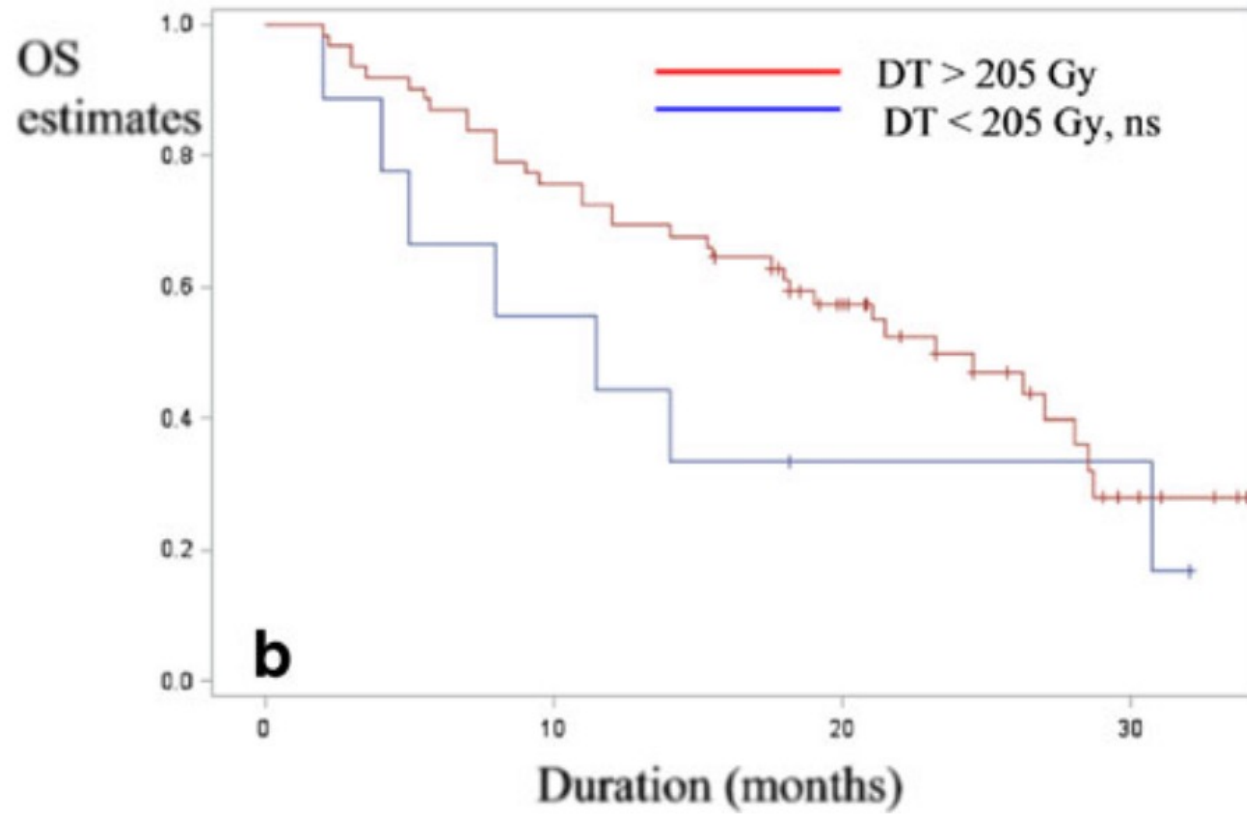 OS
estimates
1.0
0.8
0.6
0.4
0.2
0.0
DT > 205 Gy
DT < 205 Gy, ns
b
0 10 20 30
Duration (months)